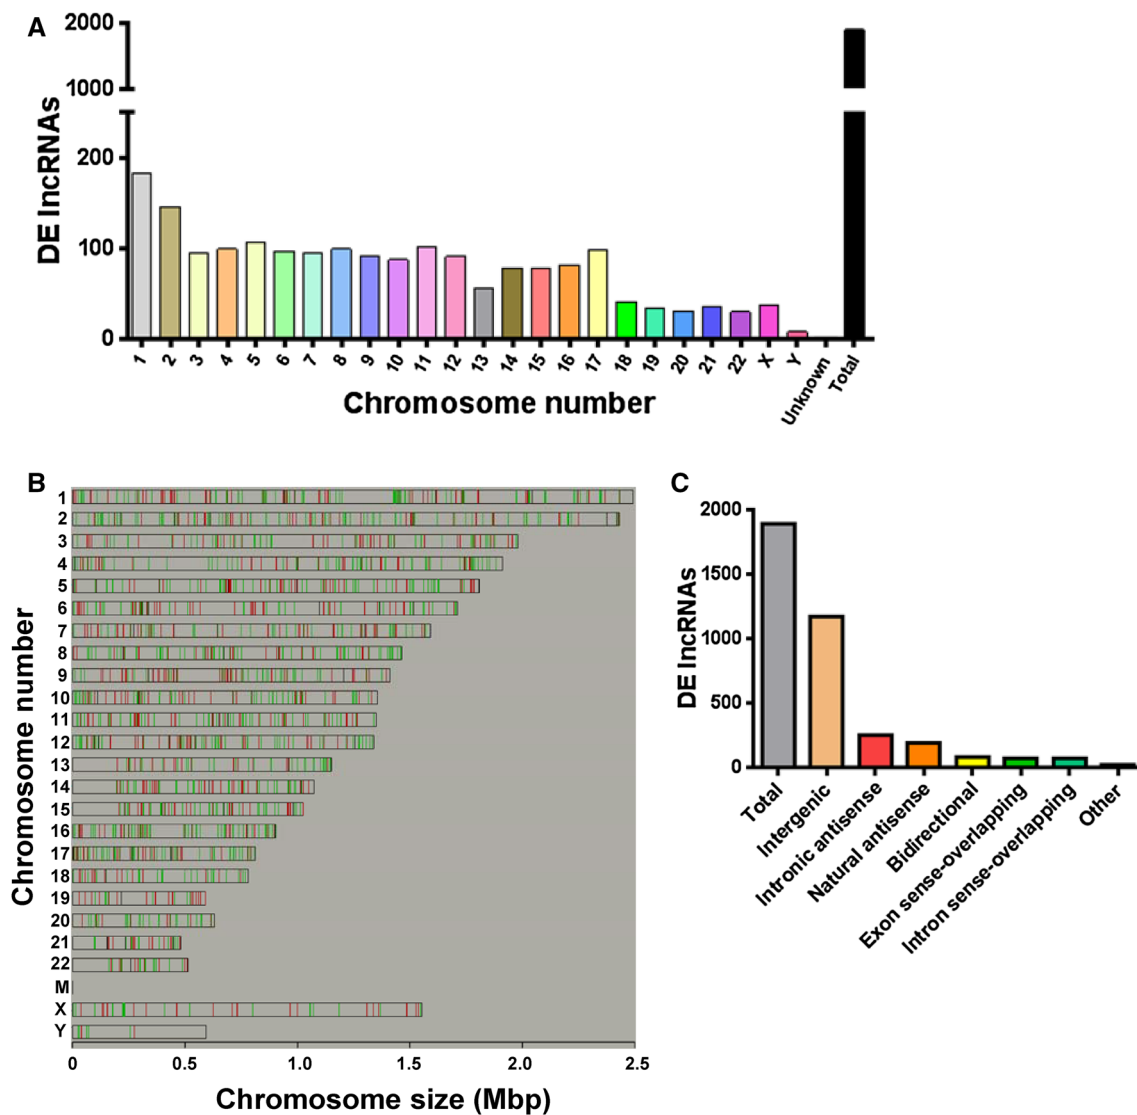 A
DE lncRNAs
2000
1000
200
100
0
1 2 3 4 5 6 7 8 9 10 11 12 13 14 15 16 17 18 19 20 21 22 X Y Unknown Total
Chromosome number
B
Chromosome number
1
2
3
4
5
6
7
8
9
10
11
12
13
14
15
16
17
18
19
20
21
22
M
X
Y
0 0.5 1.0 1.5 2.0 2.5
Chromosome size (Mbp)
C
DE lncRNAs
2000
1500
1000
500
0
Total
Intergenic
Intronic antisense
Natural antisense
Bidirectional
Exon sense-overlapping
Intron sense-overlapping
Other